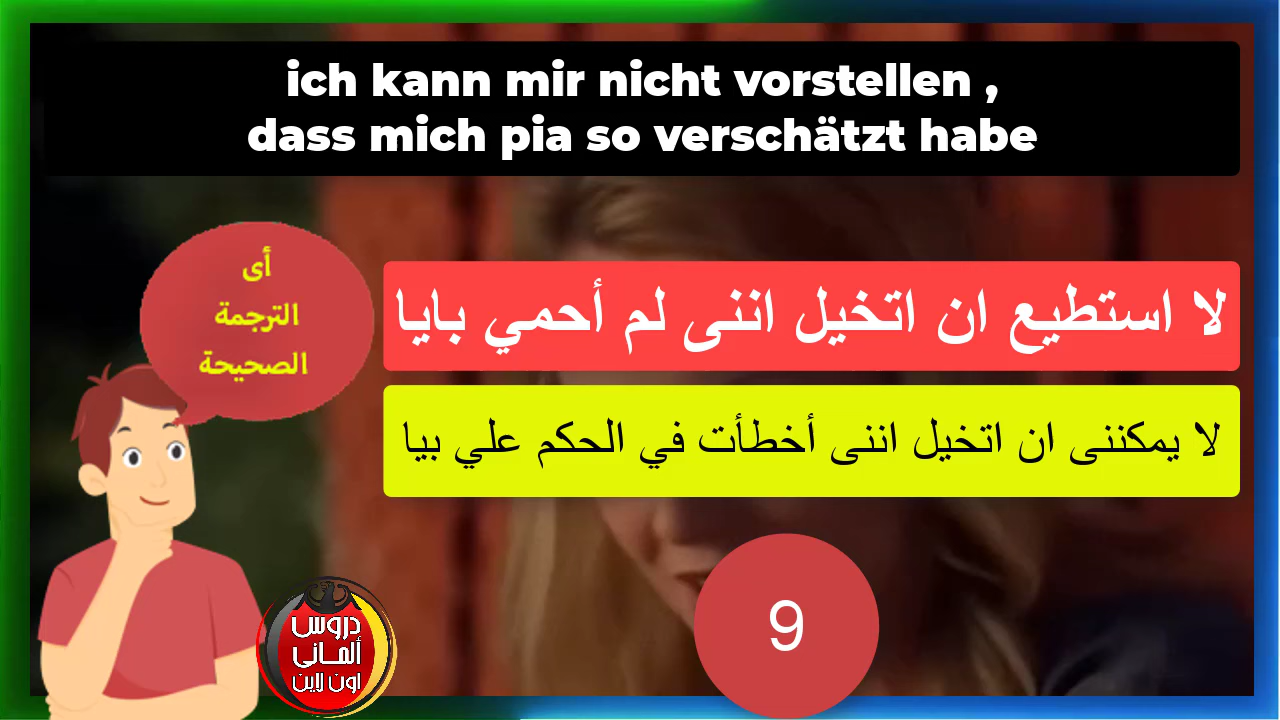 ich kann mir nicht vorstellen ,
dass mich pia so verschätzt habe
أى
الترجمة
الصحيحة
لا استطيع ان اتخيل اننى لم أحمي بايا
لا يمكننى ان اتخيل اننى أخطأت في الحكم علي بيا
9
دروس
ألمانى
اون لاين